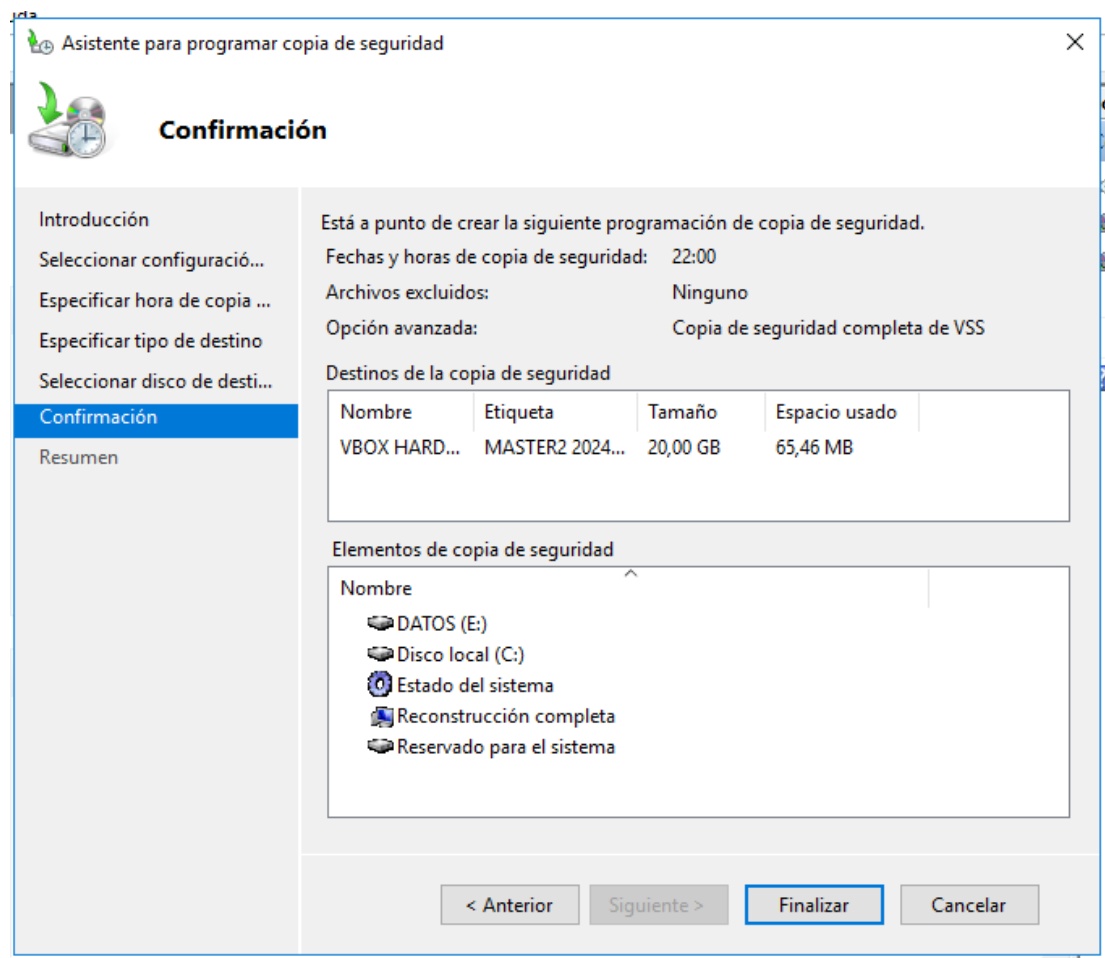 Asistente para programar copia de seguridad
Confirmación
Introducción
Seleccionar configuració...
Especificar hora de copia ...
Especificar tipo de destino
Seleccionar disco de desti...
Confirmación
Resumen
Está a punto de crear la siguiente programación de copia de seguridad.
Fechas y horas de copia de seguridad: 22:00
Archivos excluidos: Ninguno
Opción avanzada: Copia de seguridad completa de VSS
Destinos de la copia de seguridad
Nombre Etiqueta Tamaño Espacio usado
VBOX HARD... MASTER2 2024... 20,00 GB 65,46 MB
Elementos de copia de seguridad
Nombre
DATOS (E:)
Disco local (C:)
Estado del sistema
Reconstrucción completa
Reservado para el sistema
< Anterior Siguiente > Finalizar Cancelar